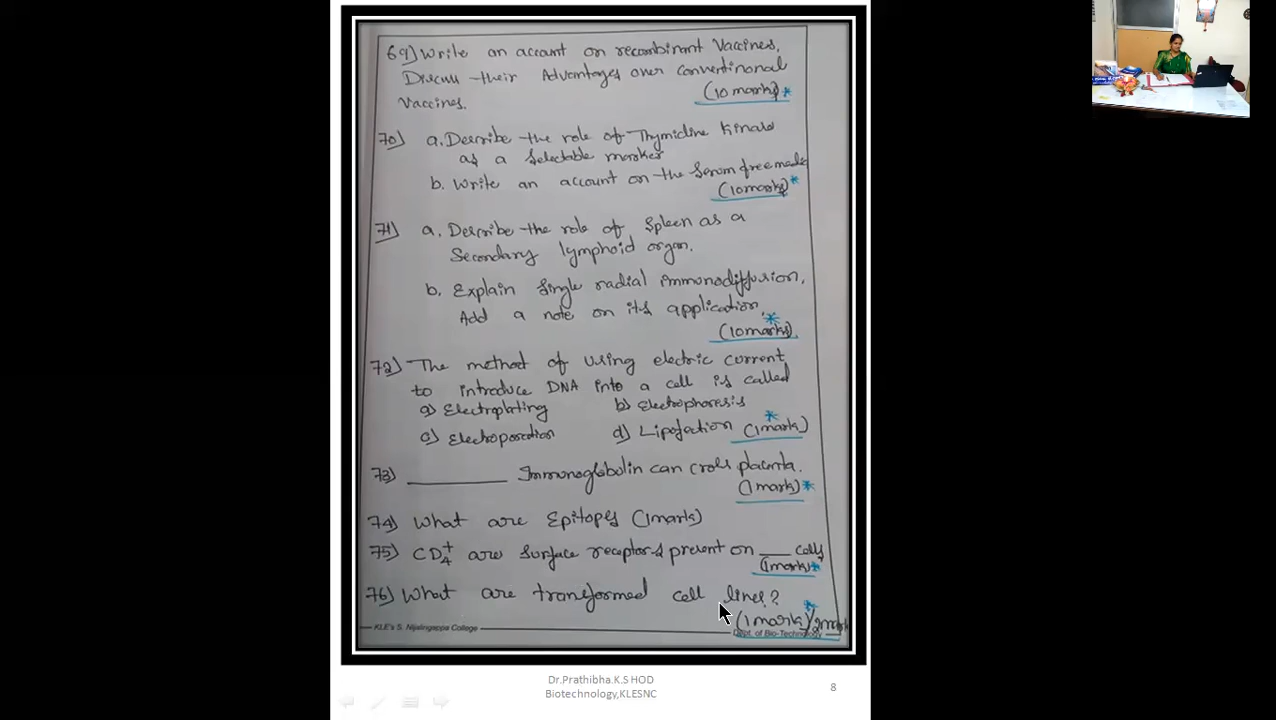 69) Write an account on recombinant Vaccines.
Discuss their Advantages over conventional
Vaccines. (10 marks)*
70) a. Describe the role of Thymidine Kinase
as a Selectable marker
b. Write an account on the Serum free media
(10 marks)*
71) a. Describe the role of Spleen as a
Secondary lymphoid organ.
b. Explain Single radial immunodiffusion.
Add a note on its application.
(10 marks).*
72) The method of using electric current
to introduce DNA into a cell is called
a) Electroplating b) Electrophoresis
c) Electroporation d) Lipofection (1 mark)*
73) ________ Immunoglobolin can cross placenta.
(1 mark)*
74) What are Epitopes (1 mark)
75) CD4+ are surface receptors present on ___ cells
(1 mark)*
76) What are transformed cell lines?
(1 mark)/2mark*
KLE's S. Nijalingappa College Dept. of Bio-Technology
Dr.Prathibha.K.S HOD
Biotechnology,KLESNC
8